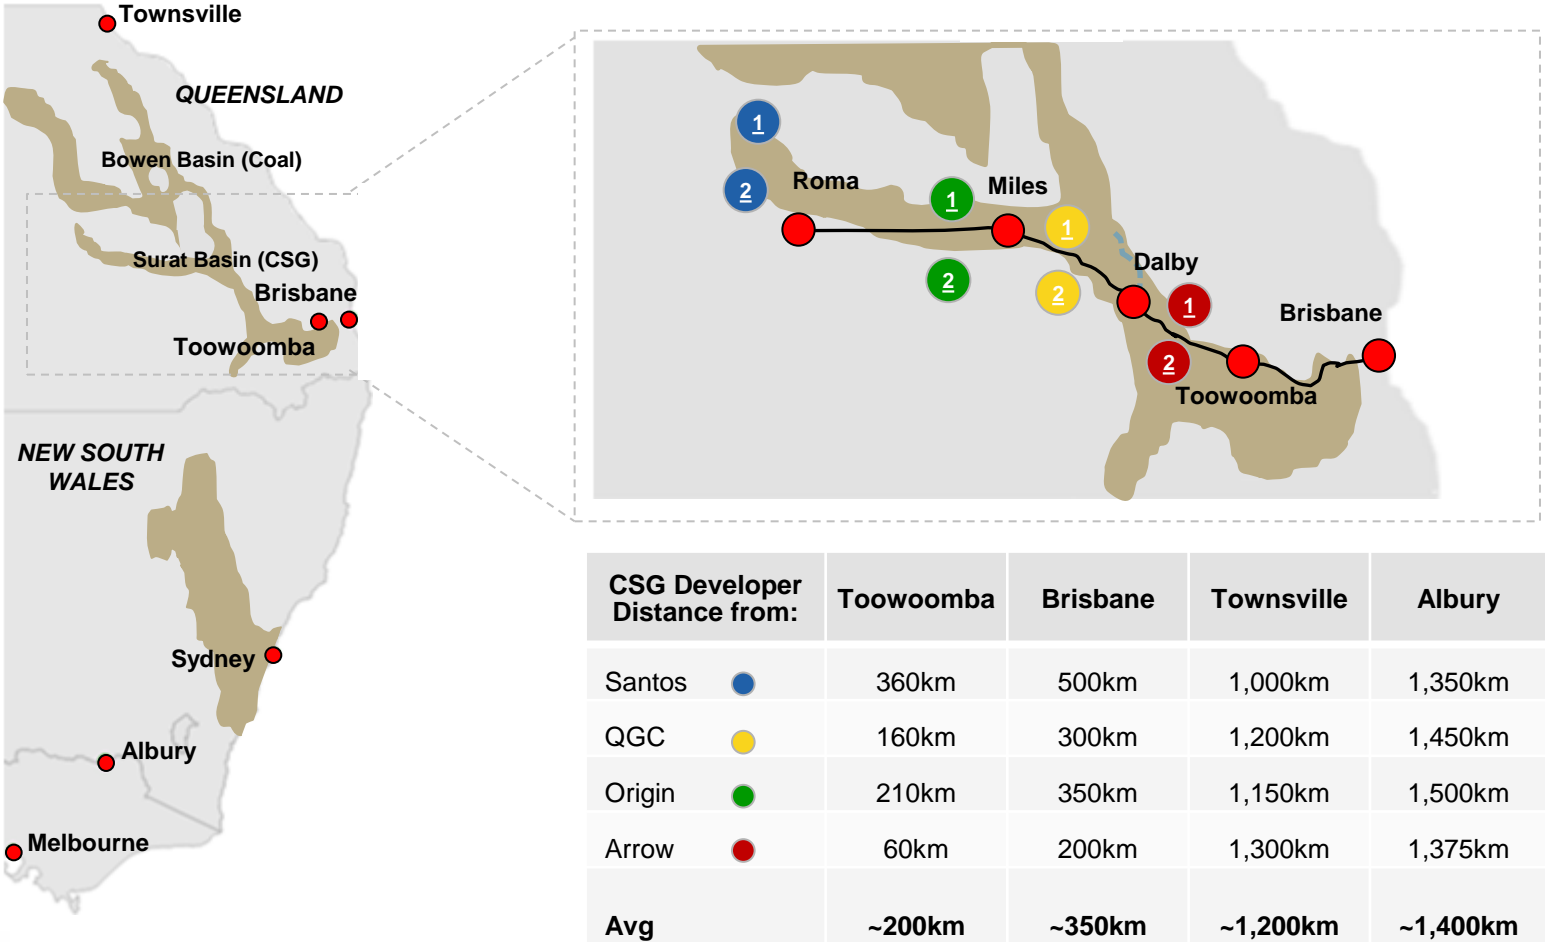 Townsville
QUEENSLAND
Bowen Basin (Coal)
Surat Basin (CSG)
Brisbane
Toowoomba
NEW SOUTH
WALES
Sydney
Albury
Melbourne
1
2
Roma
1
2
Miles
1
2
Dalby
1
2
Toowoomba
Brisbane
CSG Developer
Distance from:
Toowoomba
Brisbane
Townsville
Albury
Santos 360km 500km 1,000km 1,350km
QGC 160km 300km 1,200km 1,450km
Origin 210km 350km 1,150km 1,500km
Arrow 60km 200km 1,300km 1,375km
Avg ~200km ~350km ~1,200km ~1,400km